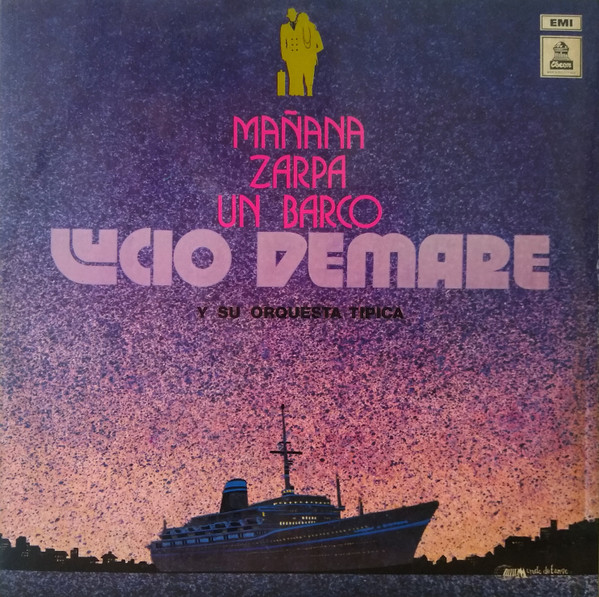 EMI
Odeon
MAÑANA
ZARPA
UN BARCO
LUCIO DEMARE
Y SU ORQUESTA TIPICA